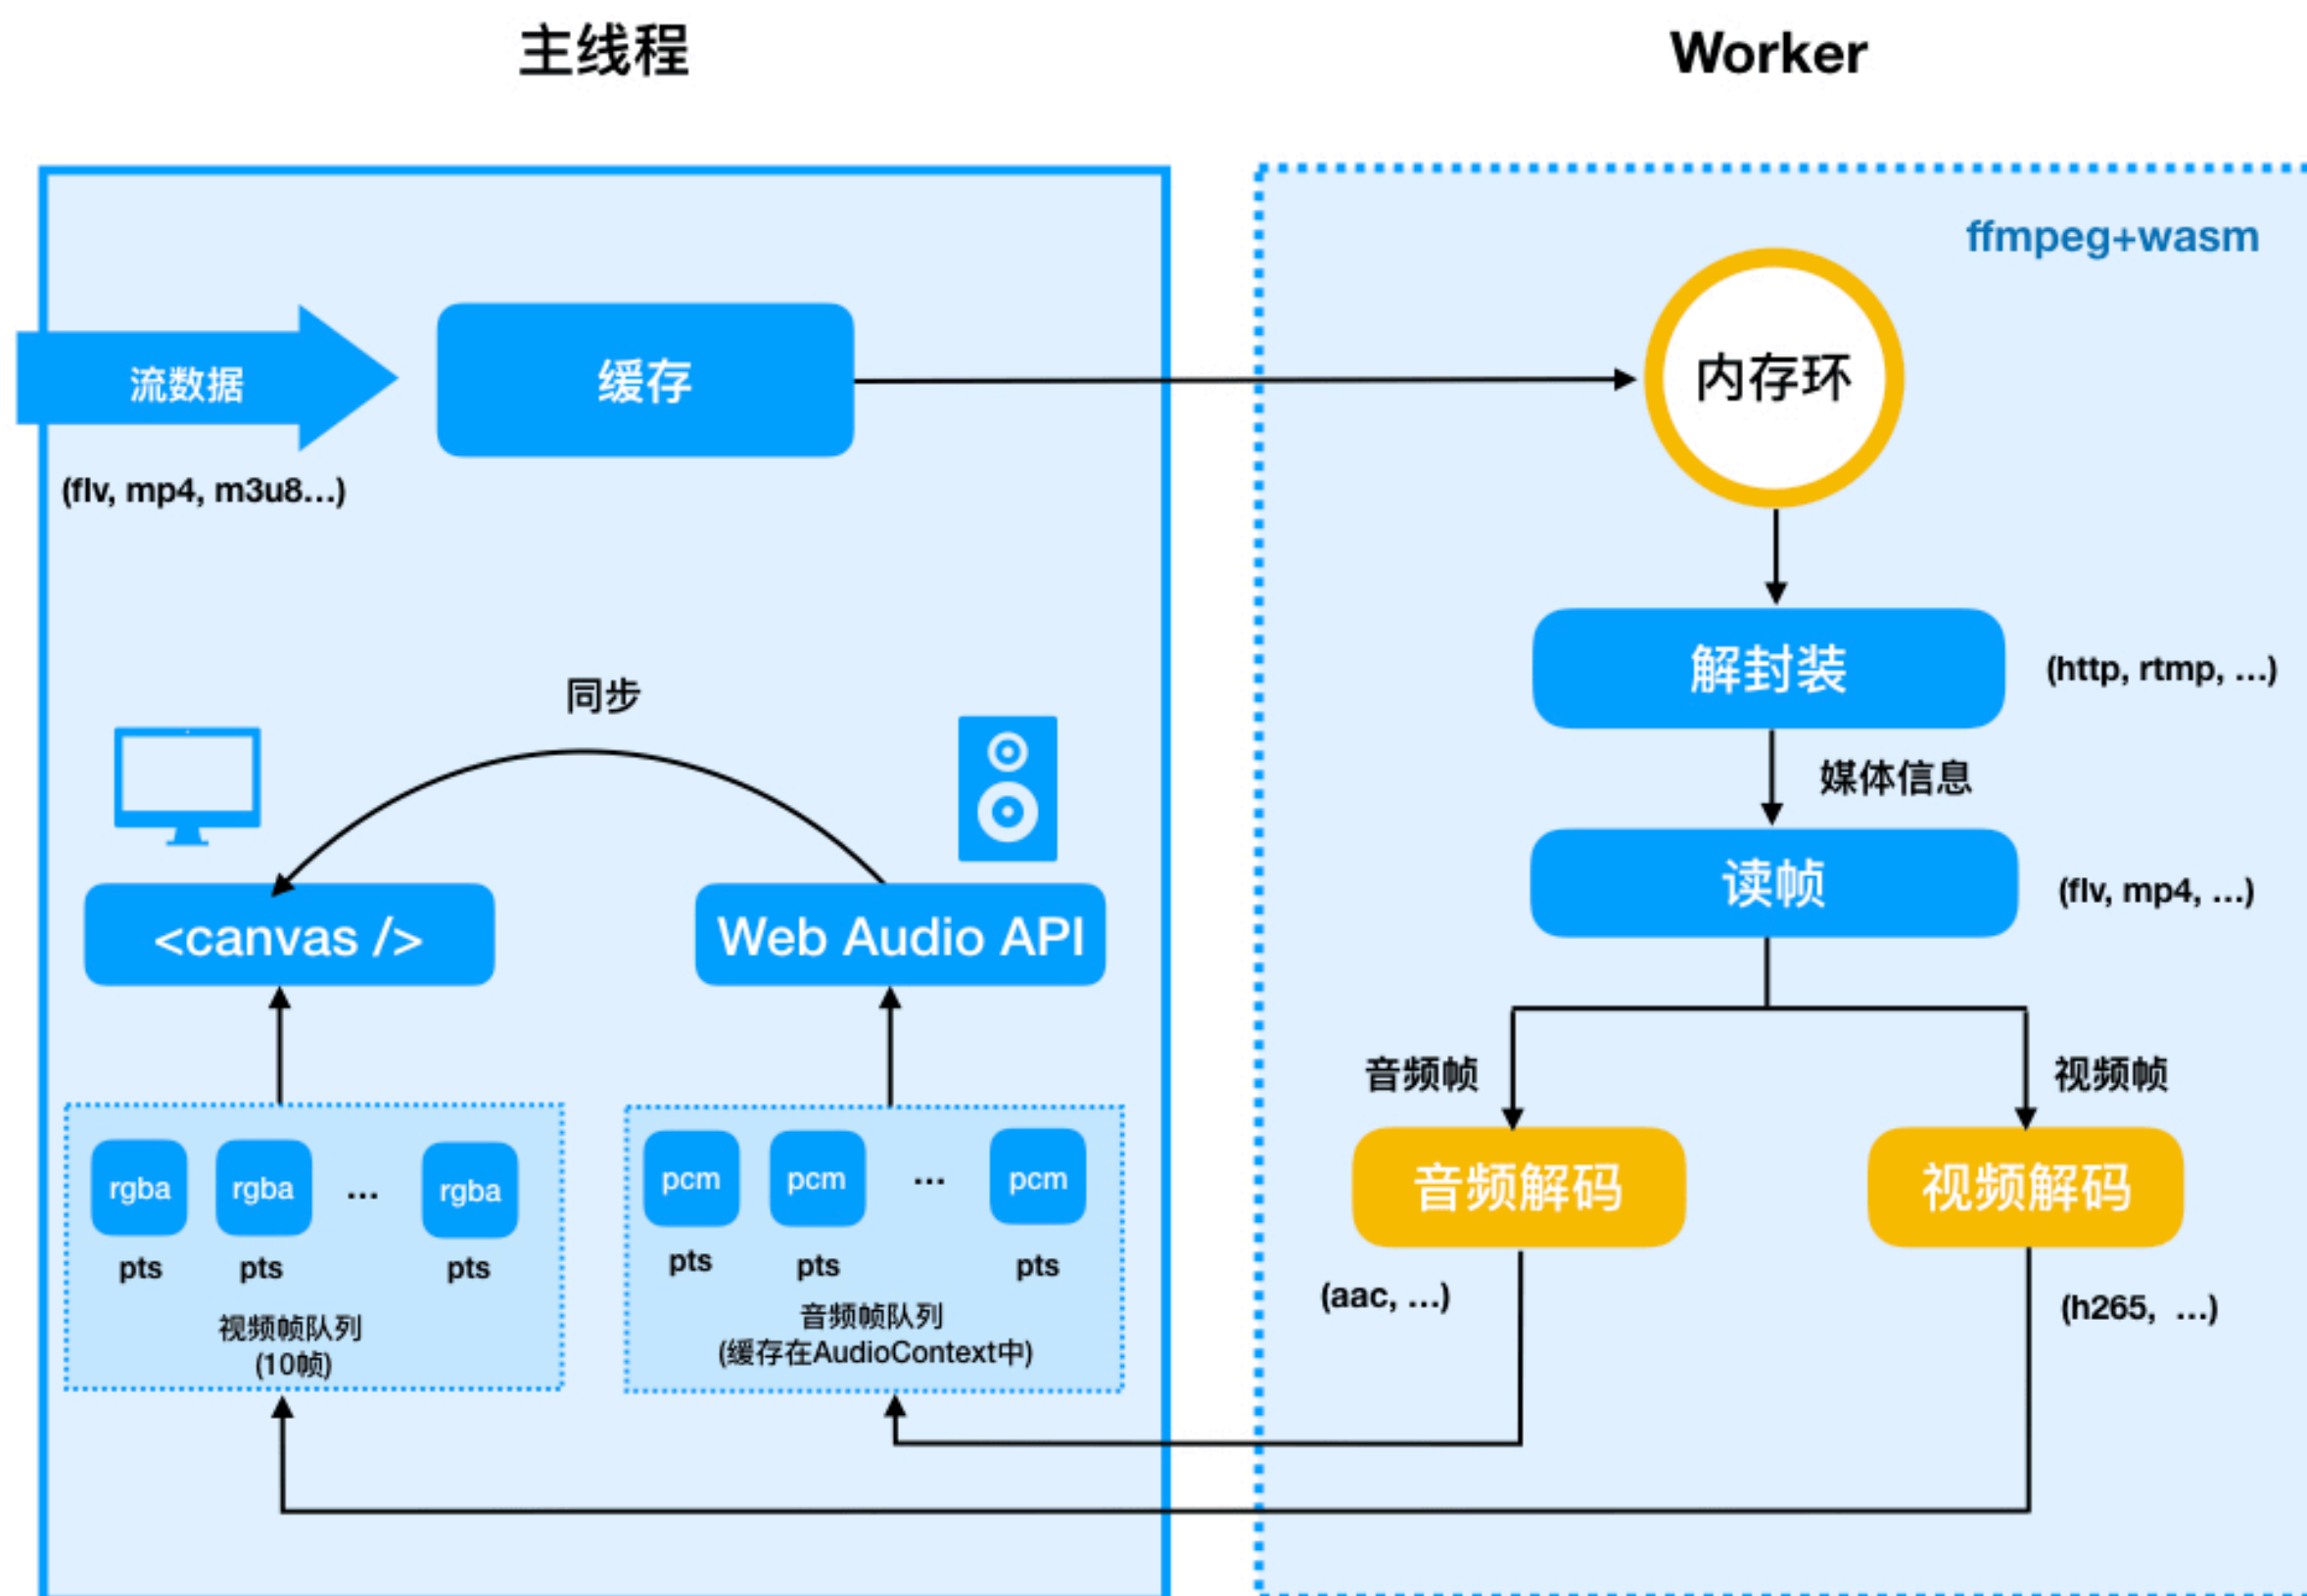 主线程
Worker
ffmpeg+wasm
流数据
缓存
内存环
(flv, mp4, m3u8...)
解封装
(http, rtmp, ...)
同步
媒体信息
读帧
(flv, mp4, ...)
<canvas />
Web Audio API
音频帧
视频帧
rgba
rgba
...
rgba
pts
pts
pts
视频帧队列
(10帧)
pcm
pcm
...
pcm
pts
pts
pts
音频帧队列
(缓存在AudioContext中)
音频解码
视频解码
(aac, ...)
(h265, ...)